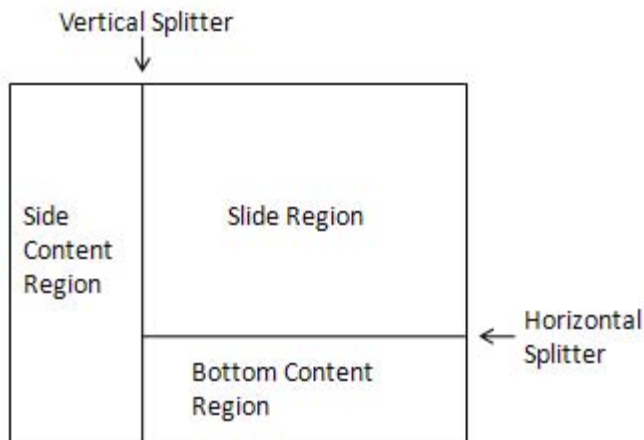 Vertical Splitter
Side
Content
Region
Slide Region
Horizontal
Splitter
Bottom Content
Region